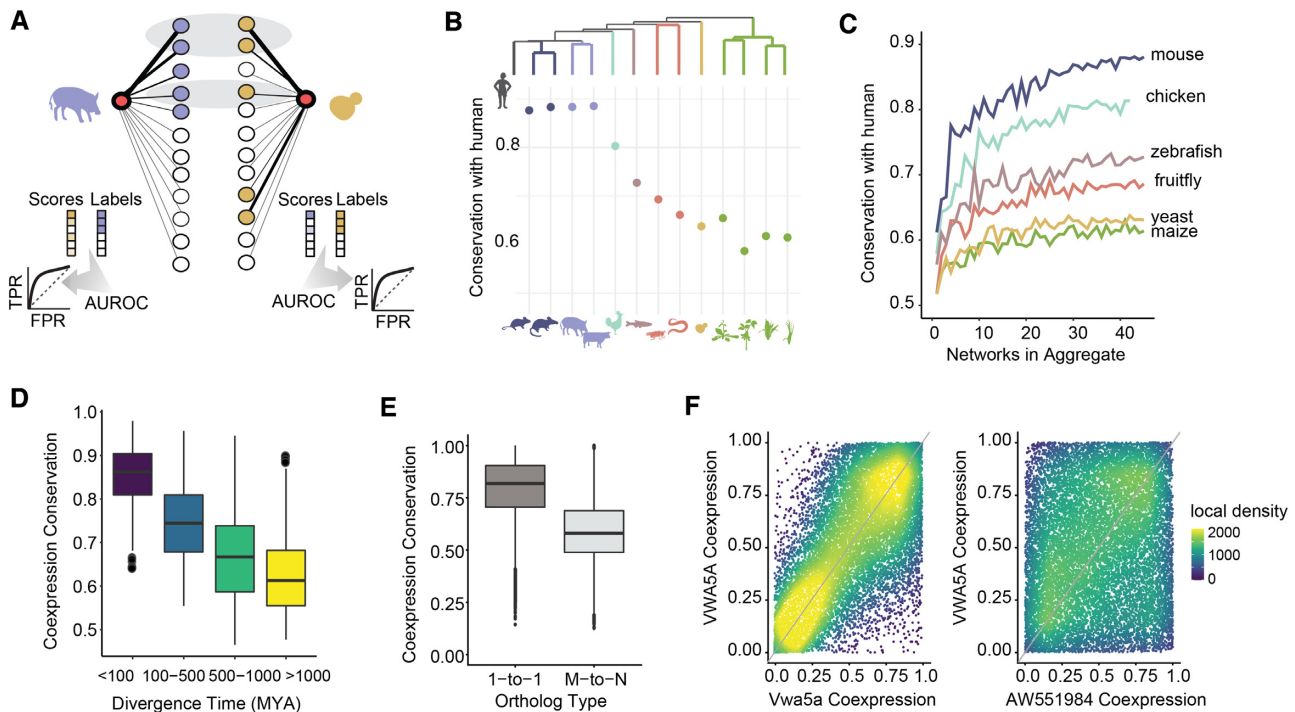 A
Scores Labels
TPR
FPR
AUROC
Scores Labels
AUROC
TPR
FPR
B
Conservation with human
0.8
0.6
C
Conservation with human
0.9
0.8
0.7
0.6
0.5
mouse
chicken
zebrafish
fruitfly
yeast
maize
0 10 20 30 40
Networks in Aggregate
D
Coexpression Conservation
1.0
0.9
0.8
0.7
0.6
0.5
<100 100-500 500-1000 >1000
Divergence Time (MYA)
E
Coexpression Conservation
1.00
0.75
0.50
0.25
0.00
1-to-1 M-to-N
Ortholog Type
F
VWA5A Coexpression
1.00
0.75
0.50
0.25
0.00
0.0 0.25 0.50 0.75 1.0
Vwa5a Coexpression
VWA5A Coexpression
1.00
0.75
0.50
0.25
0.00
0.0 0.25 0.50 0.75 1.0
AW551984 Coexpression
local density
2000
1000
0